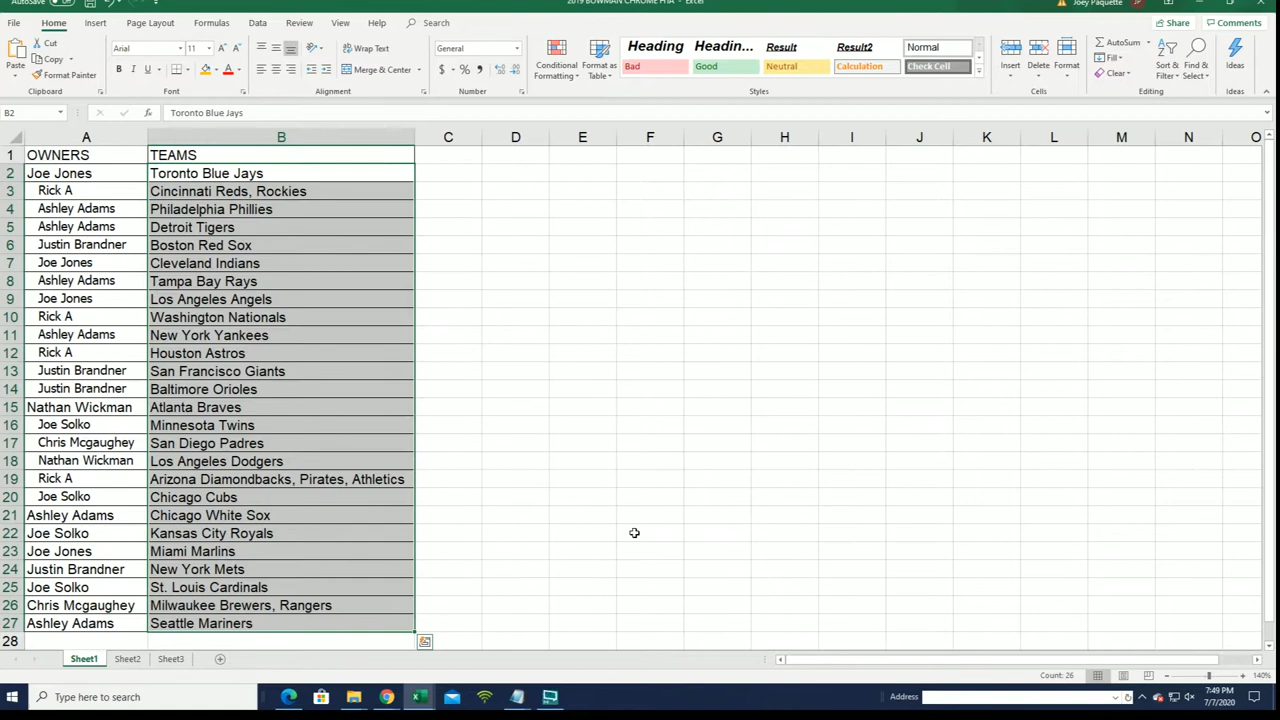 AutoSave Off 2019 BOWMAN CHROME HTA - Excel Joey Paquette JP
File Home Insert Page Layout Formulas Data Review View Help Search Share Comments
Paste Cut Copy Format Painter Clipboard
Arial 11 B I U Font
Wrap Text Merge & Center Alignment
General $ % Number
Conditional Formatting Format as Table
Heading Headin... Result Result2 Normal
Bad Good Neutral Calculation Check Cell
Styles
Insert Delete Format Cells
AutoSum Fill Clear Sort & Filter Find & Select Editing
Ideas Ideas
B2 fx Toronto Blue Jays
A B C D E F G H I J K L M N O
1 OWNERS TEAMS
2 Joe Jones Toronto Blue Jays
3 Rick A Cincinnati Reds, Rockies
4 Ashley Adams Philadelphia Phillies
5 Ashley Adams Detroit Tigers
6 Justin Brandner Boston Red Sox
7 Joe Jones Cleveland Indians
8 Ashley Adams Tampa Bay Rays
9 Joe Jones Los Angeles Angels
10 Rick A Washington Nationals
11 Ashley Adams New York Yankees
12 Rick A Houston Astros
13 Justin Brandner San Francisco Giants
14 Justin Brandner Baltimore Orioles
15 Nathan Wickman Atlanta Braves
16 Joe Solko Minnesota Twins
17 Chris Mcgaughey San Diego Padres
18 Nathan Wickman Los Angeles Dodgers
19 Rick A Arizona Diamondbacks, Pirates, Athletics
20 Joe Solko Chicago Cubs
21 Ashley Adams Chicago White Sox
22 Joe Solko Kansas City Royals
23 Joe Jones Miami Marlins
24 Justin Brandner New York Mets
25 Joe Solko St. Louis Cardinals
26 Chris Mcgaughey Milwaukee Brewers, Rangers
27 Ashley Adams Seattle Mariners
28
Sheet1 Sheet2 Sheet3
Count: 26 140%
Type here to search Address 7:49 PM
7/7/2020